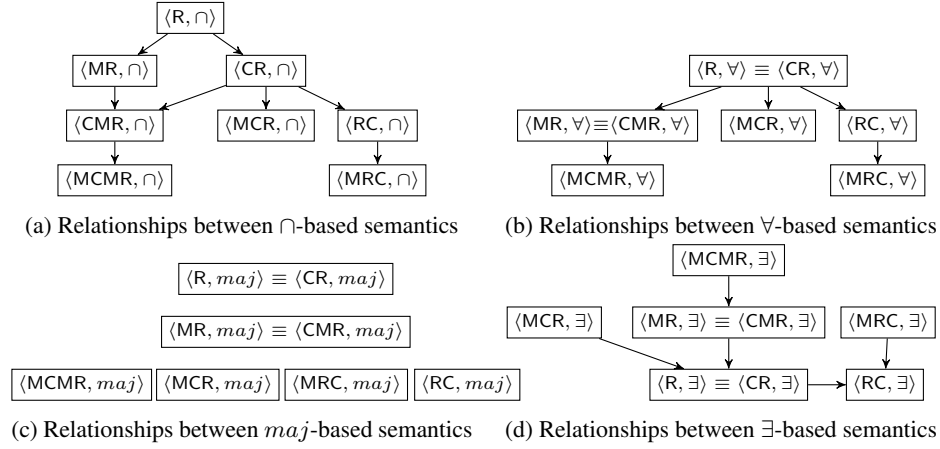 ⟨R, ∩⟩
⟨MR, ∩⟩ ⟨CR, ∩⟩
⟨CMR, ∩⟩ ⟨MCR, ∩⟩ ⟨RC, ∩⟩
⟨MCMR, ∩⟩ ⟨MRC, ∩⟩
(a) Relationships between ∩-based semantics
⟨R, ∀⟩ ≡ ⟨CR, ∀⟩
⟨MR, ∀⟩≡⟨CMR, ∀⟩ ⟨MCR, ∀⟩ ⟨RC, ∀⟩
⟨MCMR, ∀⟩ ⟨MRC, ∀⟩
(b) Relationships between ∀-based semantics
⟨R, maj⟩ ≡ ⟨CR, maj⟩
⟨MR, maj⟩ ≡ ⟨CMR, maj⟩
⟨MCMR, maj⟩ ⟨MCR, maj⟩ ⟨MRC, maj⟩ ⟨RC, maj⟩
(c) Relationships between maj-based semantics
⟨MCMR, ∃⟩
⟨MCR, ∃⟩ ⟨MR, ∃⟩ ≡ ⟨CMR, ∃⟩ ⟨MRC, ∃⟩
⟨R, ∃⟩ ≡ ⟨CR, ∃⟩ ⟨RC, ∃⟩
(d) Relationships between ∃-based semantics